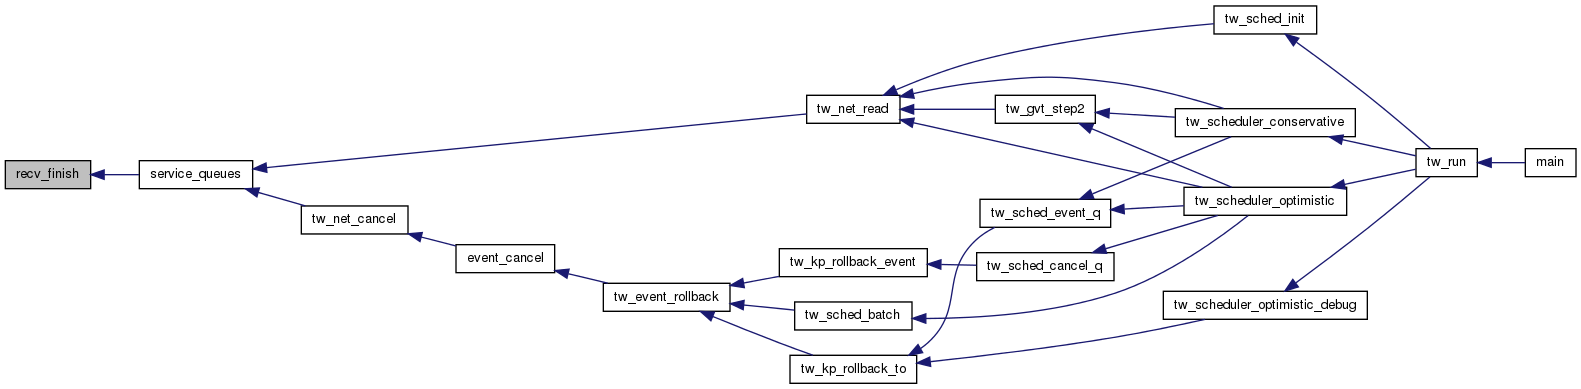 tw_sched_init
tw_net_read
tw_gvt_step2
tw_scheduler_conservative
tw_run
main
recv_finish
service_queues
tw_net_cancel
tw_sched_event_q
tw_scheduler_optimistic
event_cancel
tw_kp_rollback_event
tw_sched_cancel_q
tw_event_rollback
tw_sched_batch
tw_scheduler_optimistic_debug
tw_kp_rollback_to